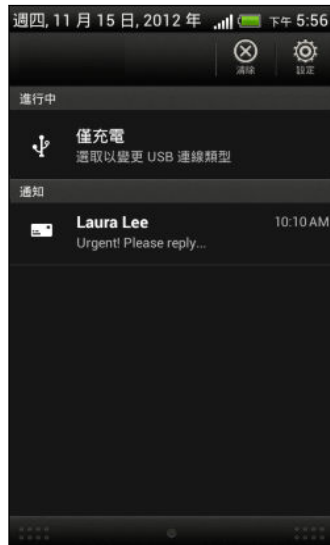 週四, 11 月 15 日, 2012 年 下午 5:56
清除 設定
進行中
僅充電
選取以變更 USB 連線類型
通知
Laura Lee 10:10 AM
Urgent! Please reply...